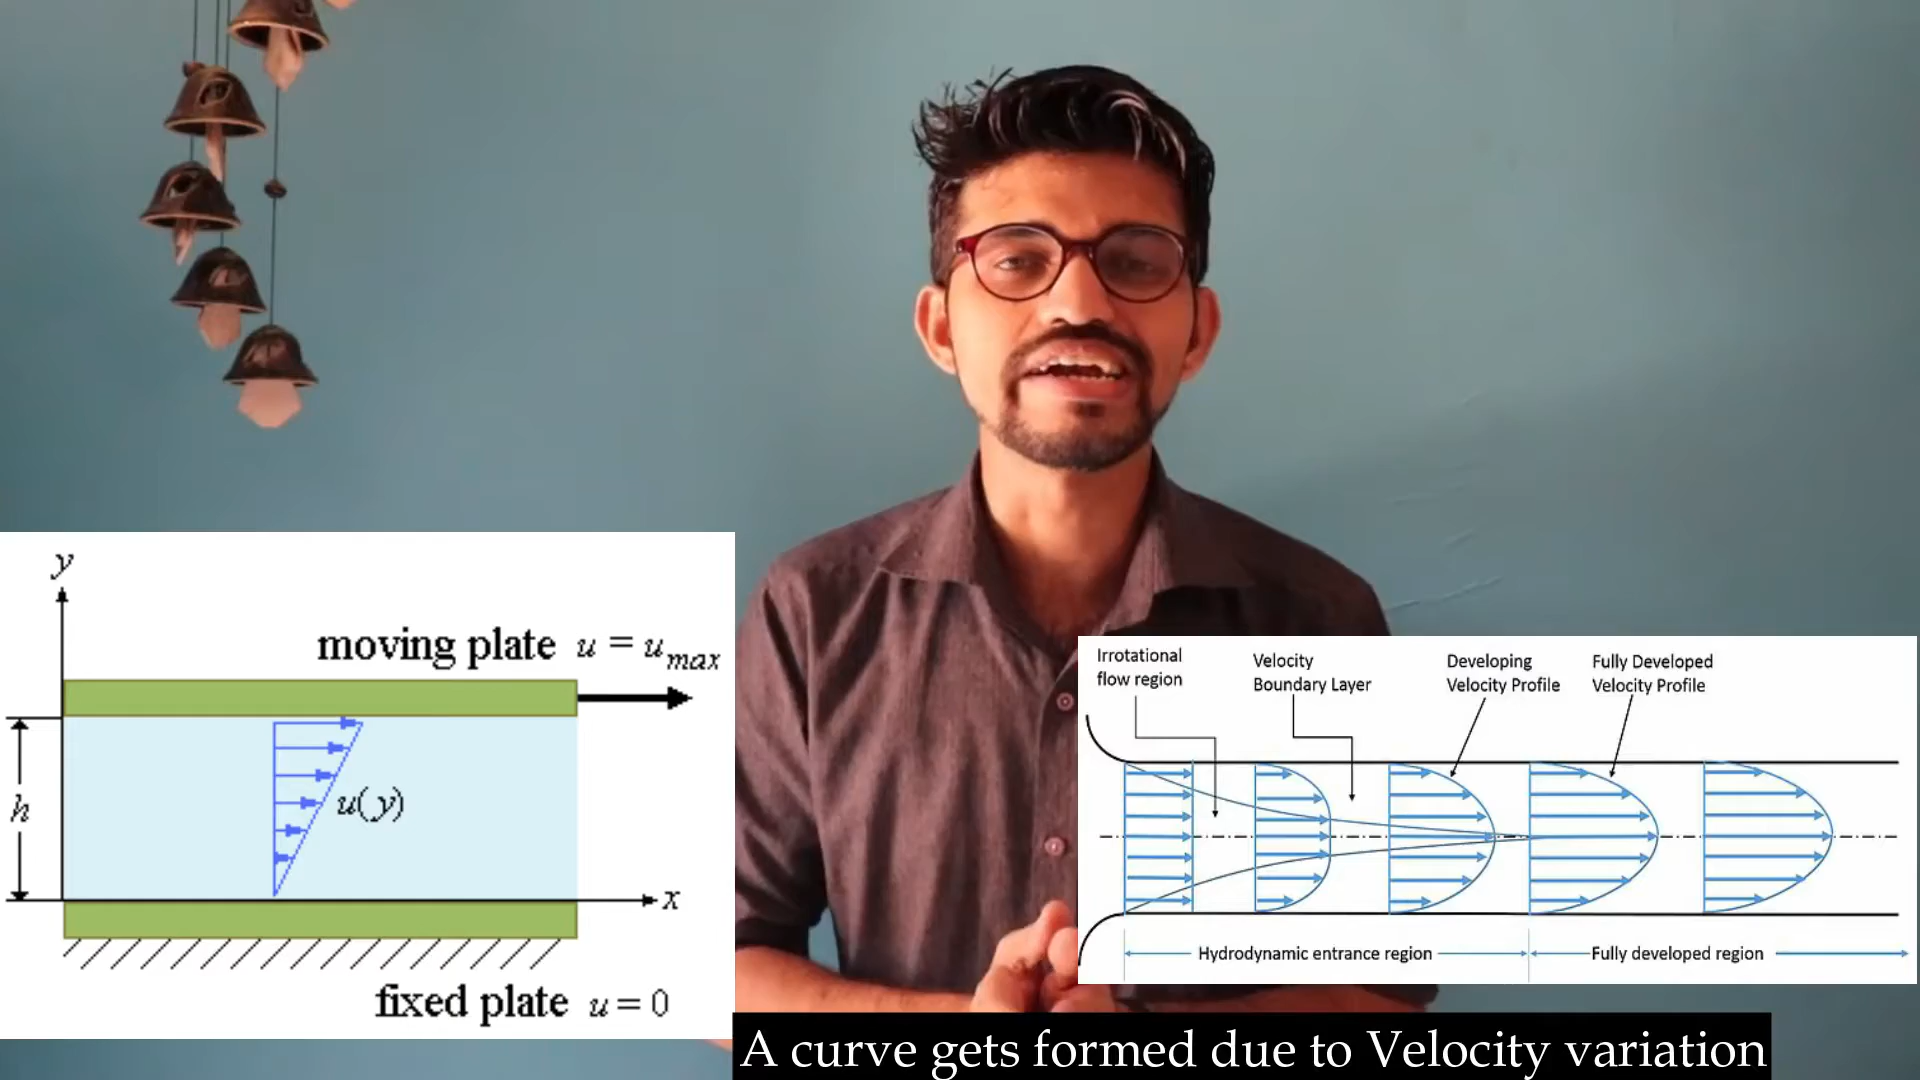 y
moving plate u = umax
h
u(y)
x
fixed plate u = 0
Irrotational
flow region
Velocity
Boundary Layer
Developing
Velocity Profile
Fully Developed
Velocity Profile
Hydrodynamic entrance region
Fully developed region
A curve gets formed due to Velocity variation